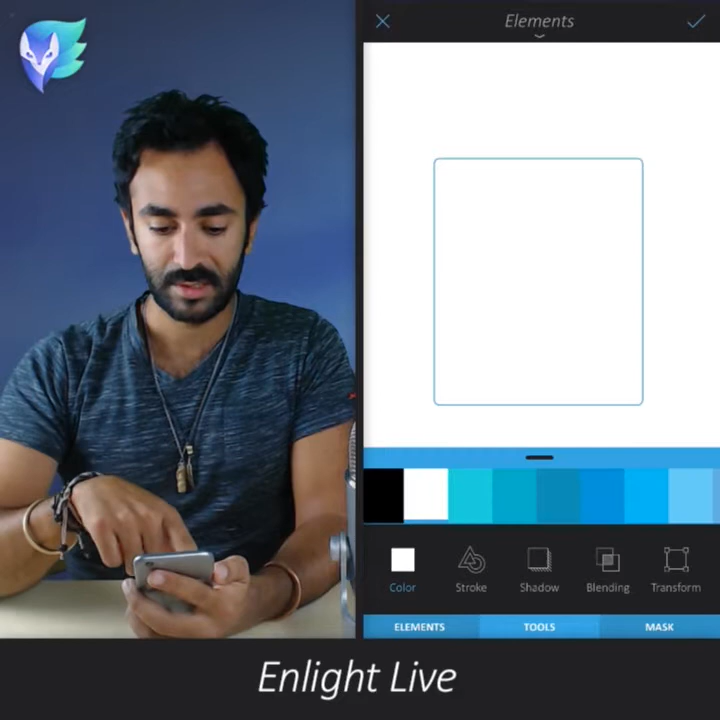 Elements
Color
Stroke
Shadow
Blending
Transform
ELEMENTS
TOOLS
MASK
Enlight Live